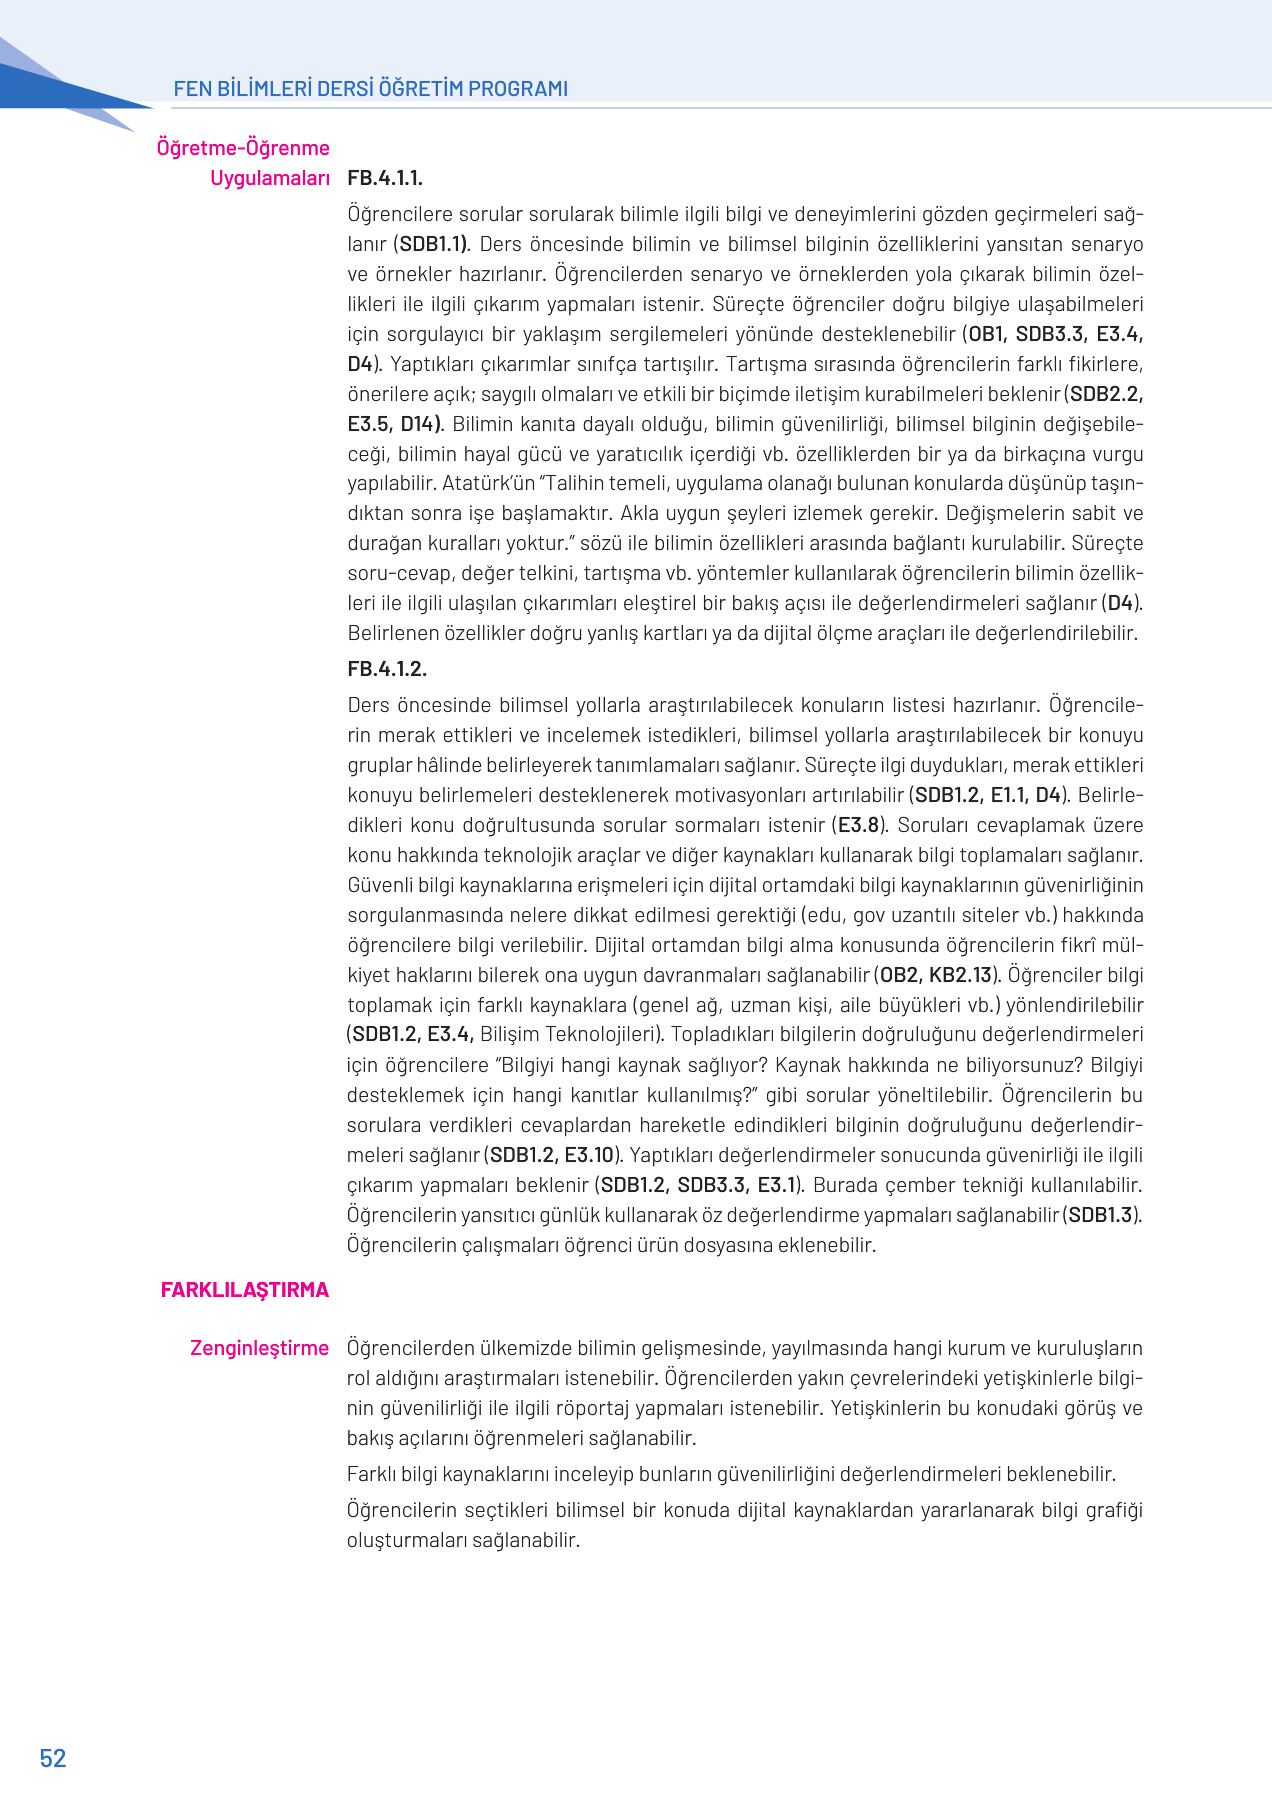 FEN BİLİMLERİ DERSİ ÖĞRETİM PROGRAMI
Öğretme-Öğrenme
Uygulamaları FB.4.1.1.
Öğrencilere sorular sorularak bilimle ilgili bilgi ve deneyimlerini gözden geçirmeleri sağ-
lanır (SDB1.1). Ders öncesinde bilimin ve bilimsel bilginin özelliklerini yansıtan senaryo
ve örnekler hazırlanır. Öğrencilerden senaryo ve örneklerden yola çıkarak bilimin özel-
likleri ile ilgili çıkarım yapmaları istenir. Süreçte öğrenciler doğru bilgiye ulaşabilmeleri
için sorgulayıcı bir yaklaşım sergilemeleri yönünde desteklenebilir (OB1, SDB3.3, E3.4,
D4). Yaptıkları çıkarımlar sınıfça tartışılır. Tartışma sırasında öğrencilerin farklı fikirlere,
önerilere açık; saygılı olmaları ve etkili bir biçimde iletişim kurabilmeleri beklenir (SDB2.2,
E3.5, D14). Bilimin kanıta dayalı olduğu, bilimin güvenilirliği, bilimsel bilginin değişebile-
ceği, bilimin hayal gücü ve yaratıcılık içerdiği vb. özelliklerden bir ya da birkaçına vurgu
yapılabilir. Atatürk’ün “Talihin temeli, uygulama olanağı bulunan konularda düşünüp taşın-
dıktan sonra işe başlamaktır. Akla uygun şeyleri izlemek gerekir. Değişmelerin sabit ve
durağan kuralları yoktur.” sözü ile bilimin özellikleri arasında bağlantı kurulabilir. Süreçte
soru-cevap, değer telkini, tartışma vb. yöntemler kullanılarak öğrencilerin bilimin özellik-
leri ile ilgili ulaşılan çıkarımları eleştirel bir bakış açısı ile değerlendirmeleri sağlanır (D4).
Belirlenen özellikler doğru yanlış kartları ya da dijital ölçme araçları ile değerlendirilebilir.
FB.4.1.2.
Ders öncesinde bilimsel yollarla araştırılabilecek konuların listesi hazırlanır. Öğrencile-
rin merak ettikleri ve incelemek istedikleri, bilimsel yollarla araştırılabilecek bir konuyu
gruplar hâlinde belirleyerek tanımlamaları sağlanır. Süreçte ilgi duydukları, merak ettikleri
konuyu belirlemeleri desteklenerek motivasyonları artırılabilir (SDB1.2, E1.1, D4). Belirle-
dikleri konu doğrultusunda sorular sormaları istenir (E3.8). Soruları cevaplamak üzere
konu hakkında teknolojik araçlar ve diğer kaynakları kullanarak bilgi toplamaları sağlanır.
Güvenli bilgi kaynaklarına erişmeleri için dijital ortamdaki bilgi kaynaklarının güvenirliğinin
sorgulanmasında nelere dikkat edilmesi gerektiği (edu, gov uzantılı siteler vb.) hakkında
öğrencilere bilgi verilebilir. Dijital ortamdan bilgi alma konusunda öğrencilerin fikrî mül-
kiyet haklarını bilerek ona uygun davranmaları sağlanabilir (OB2, KB2.13). Öğrenciler bilgi
toplamak için farklı kaynaklara (genel ağ, uzman kişi, aile büyükleri vb.) yönlendirilebilir
(SDB1.2, E3.4, Bilişim Teknolojileri). Topladıkları bilgilerin doğruluğunu değerlendirmeleri
için öğrencilere “Bilgiyi hangi kaynak sağlıyor? Kaynak hakkında ne biliyorsunuz? Bilgiyi
desteklemek için hangi kanıtlar kullanılmış?” gibi sorular yöneltilebilir. Öğrencilerin bu
sorulara verdikleri cevaplardan hareketle edindikleri bilginin doğruluğunu değerlendir-
meleri sağlanır (SDB1.2, E3.10). Yaptıkları değerlendirmeler sonucunda güvenirliği ile ilgili
çıkarım yapmaları beklenir (SDB1.2, SDB3.3, E3.1). Burada çember tekniği kullanılabilir.
Öğrencilerin yansıtıcı günlük kullanarak öz değerlendirme yapmaları sağlanabilir (SDB1.3).
Öğrencilerin çalışmaları öğrenci ürün dosyasına eklenebilir.
FARKLILAŞTIRMA
Zenginleştirme Öğrencilerden ülkemizde bilimin gelişmesinde, yayılmasında hangi kurum ve kuruluşların
rol aldığını araştırmaları istenebilir. Öğrencilerden yakın çevrelerindeki yetişkinlerle bilgi-
nin güvenilirliği ile ilgili röportaj yapmaları istenebilir. Yetişkinlerin bu konudaki görüş ve
bakış açılarını öğrenmeleri sağlanabilir.
Farklı bilgi kaynaklarını inceleyip bunların güvenilirliğini değerlendirmeleri beklenebilir.
Öğrencilerin seçtikleri bilimsel bir konuda dijital kaynaklardan yararlanarak bilgi grafiği
oluşturmaları sağlanabilir.
52